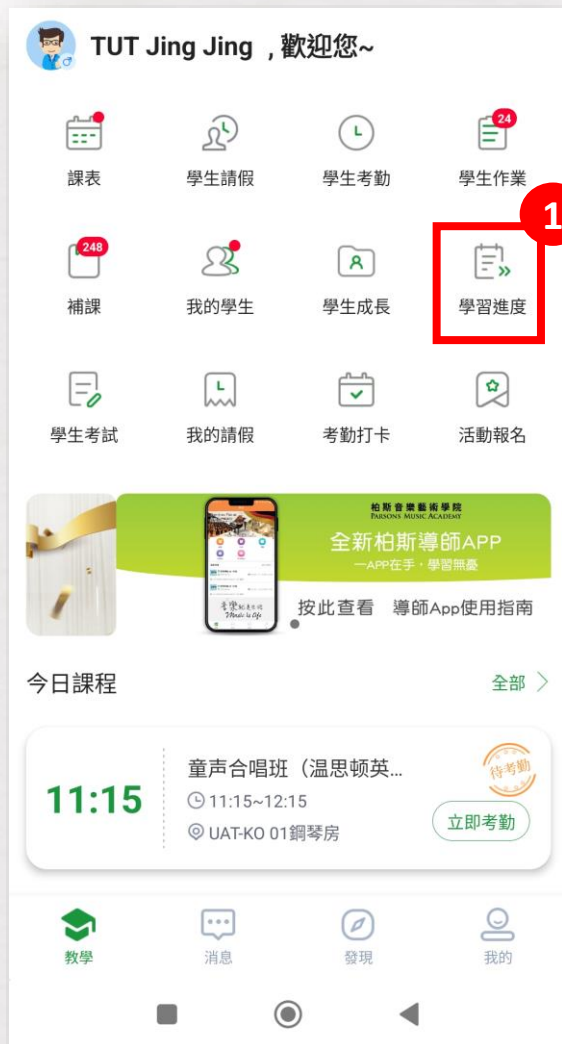 TUT Jing Jing , 歡迎您~
課表
學生請假
學生考勤
24
學生作業
1
248
補課
我的學生
學生成長
學習進度
學生考試
我的請假
考勤打卡
活動報名
柏斯音樂藝術學院
PARSONS MUSIC ACADEMY
全新柏斯導師APP
一APP在手，學習無憂
按此查看 導師App使用指南
今日課程
全部
11:15
童声合唱班（温思顿英...
11:15~12:15
UAT-KO 01鋼琴房
待考勤
立即考勤
教學
消息
發現
我的